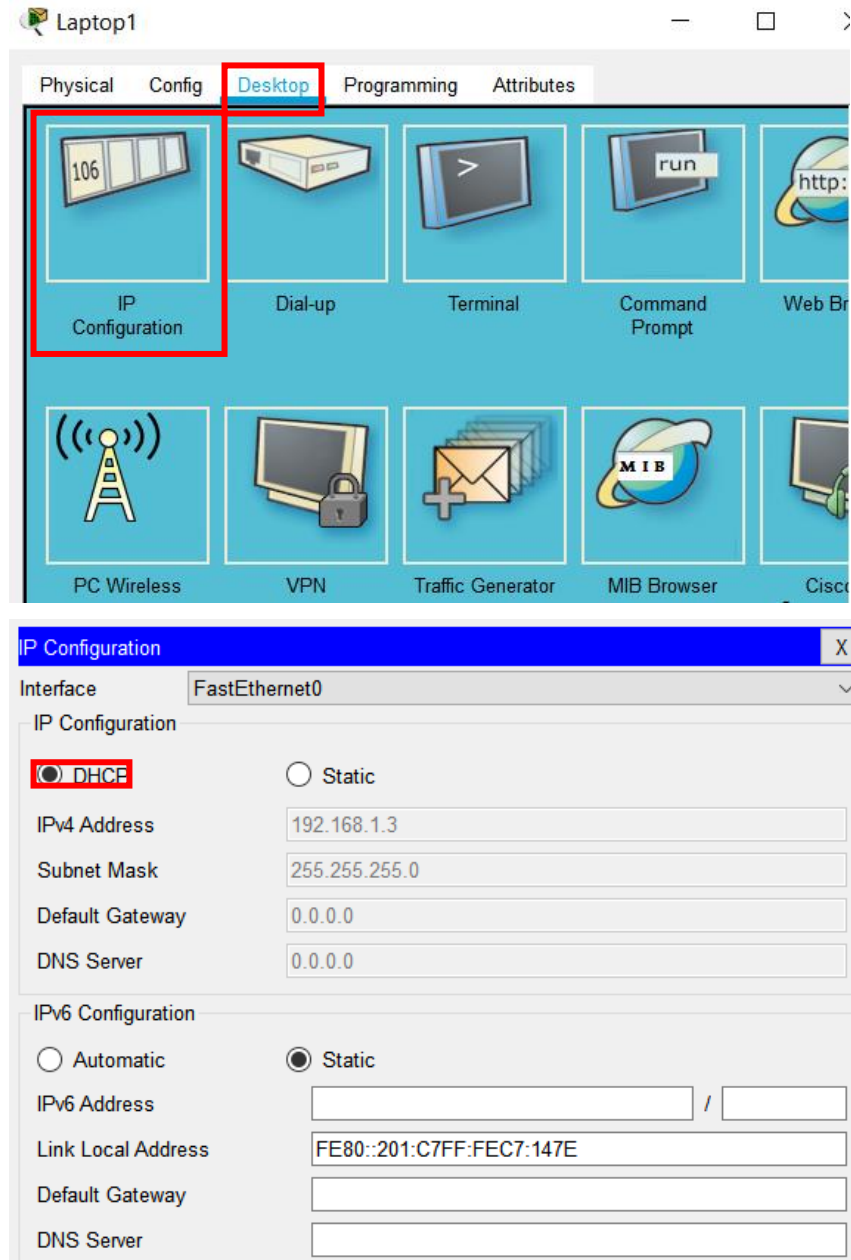 Laptop1
Physical Config Desktop Programming Attributes
106
>
run
http:
IP
Configuration
Dial-up
Terminal
Command
Prompt
Web Br
MIB
PC Wireless
VPN
Traffic Generator
MIB Browser
Cisc
IP Configuration X
Interface FastEthernet0
IP Configuration
DHCP Static
IPv4 Address 192.168.1.3
Subnet Mask 255.255.255.0
Default Gateway 0.0.0.0
DNS Server 0.0.0.0
IPv6 Configuration
Automatic Static
IPv6 Address /
Link Local Address FE80::201:C7FF:FEC7:147E
Default Gateway
DNS Server